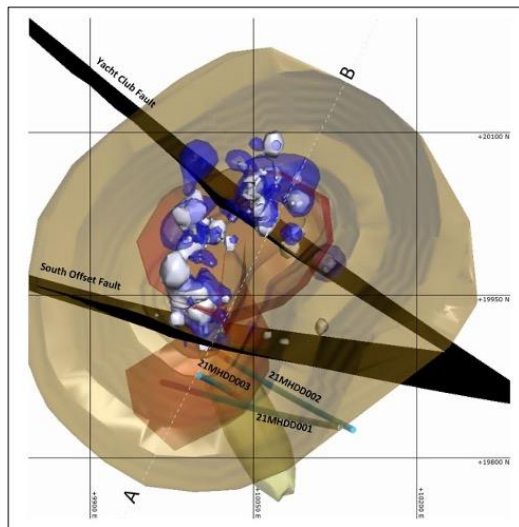 B
Yacht Club Fault
+20100 N
South Offset Fault
+19950 N
21MHDD003
21MHDD002
21MHDD001
+19800 N
A
+9900 E
+10050 E
+10200 E